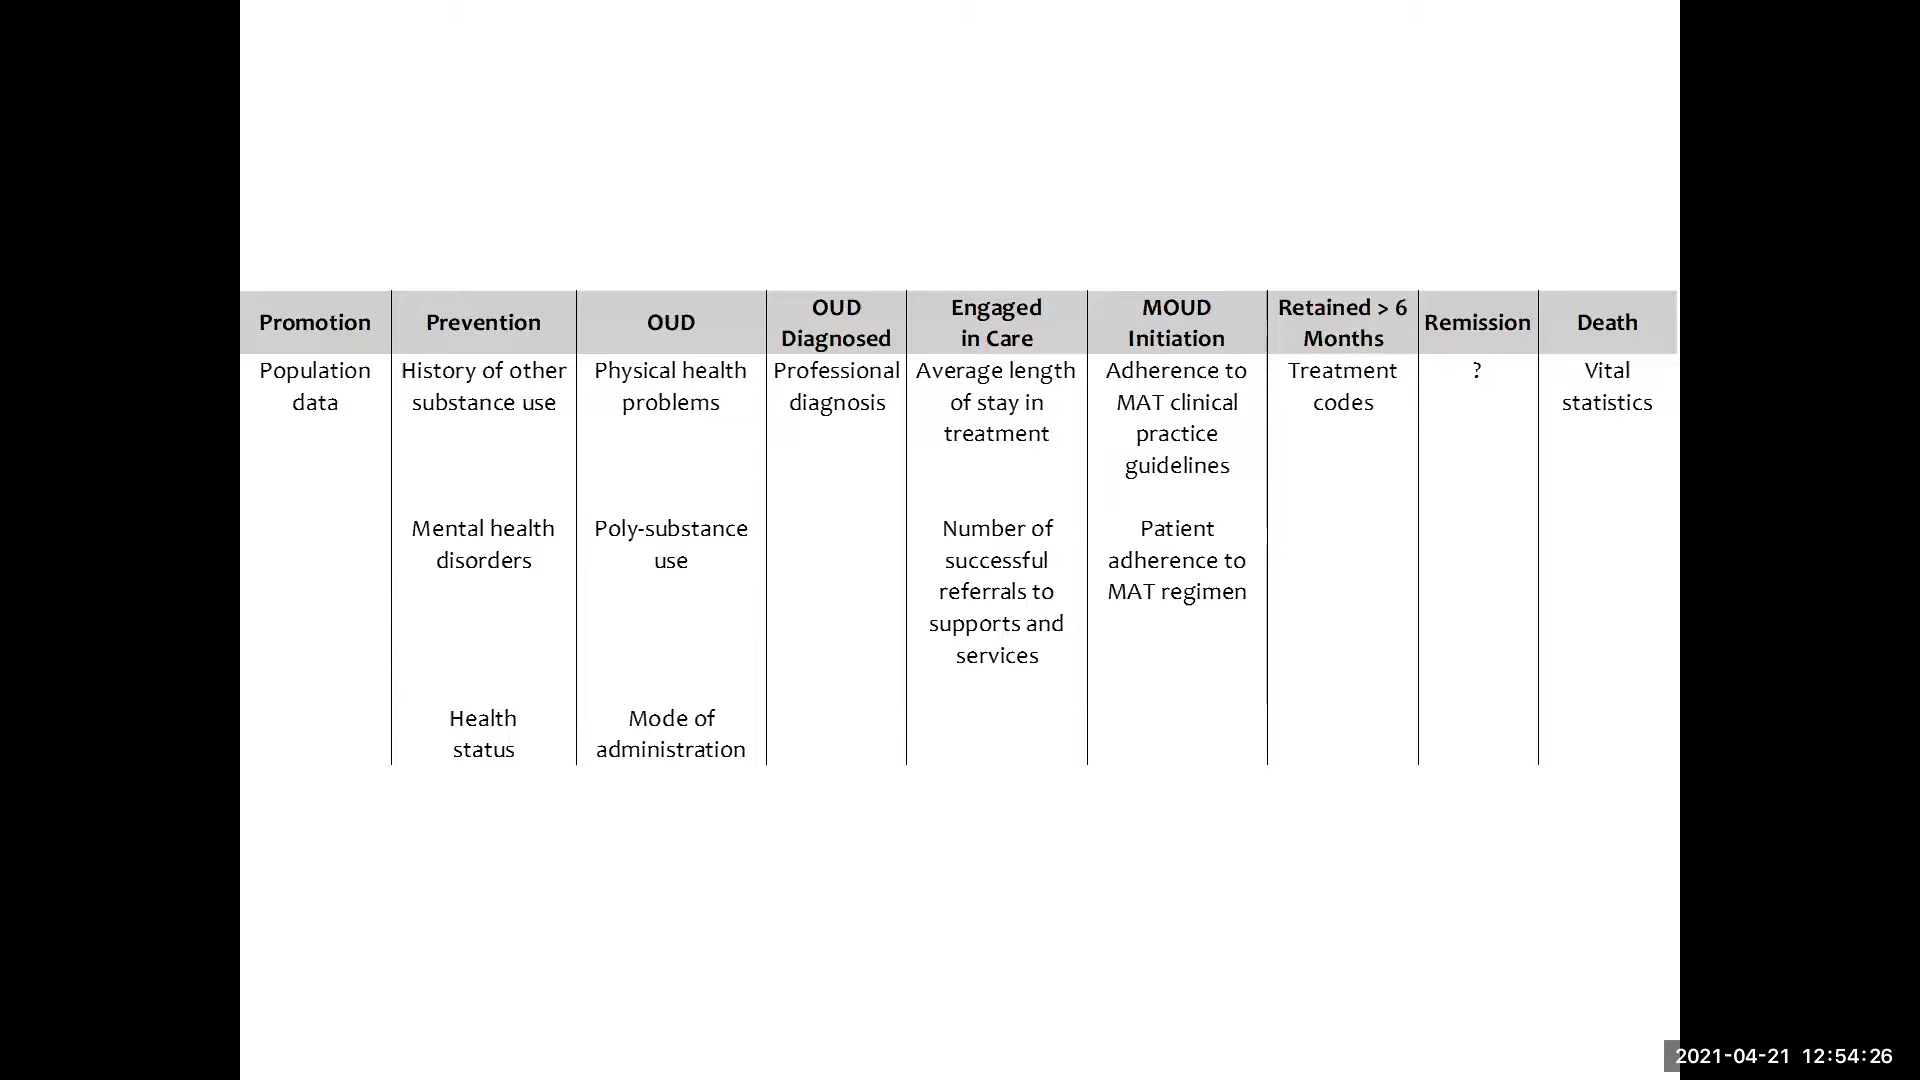 Promotion
Prevention
OUD
OUD
Diagnosed
Engaged
in Care
MOUD
Initiation
Retained > 6
Months
Remission
Death
Population
data
History of other
substance use
Physical health
problems
Professional
diagnosis
Average length
of stay in
treatment
Adherence to
MAT clinical
practice
guidelines
Treatment
codes
?
Vital
statistics
Mental health
disorders
Poly-substance
use
Number of
successful
referrals to
supports and
services
Patient
adherence to
MAT regimen
Health
status
Mode of
administration
2021-04-21 12:54:26